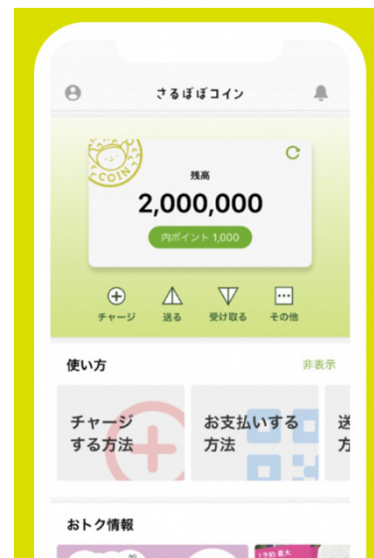 さるぼぼコイン
COIN
残高
2,000,000
内ポイント 1,000
チャージ
送る
受け取る
その他
使い方
非表示
チャージ
する方法
お支払いする
方法
送
方
おトク情報